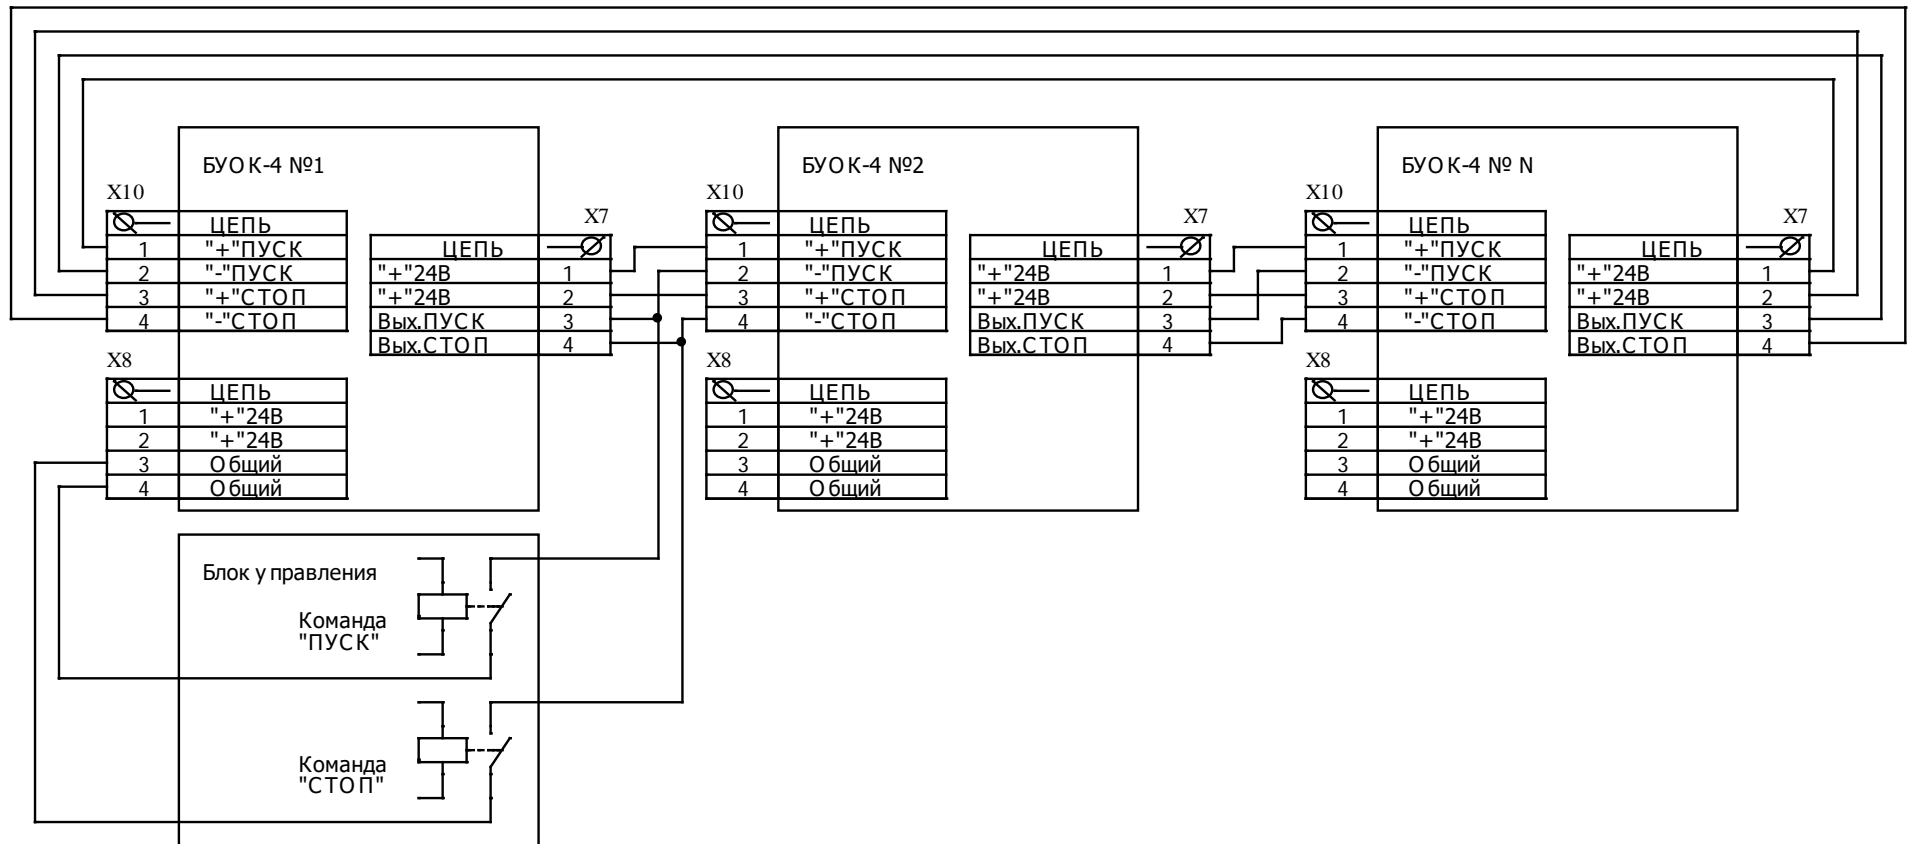 БУОК-4 №1
X10
ЦЕПЬ
1 "+"ПУСК
2 "-"ПУСК
3 "+"СТОП
4 "-"СТОП
X7
ЦЕПЬ
"+"24В 1
"+"24В 2
Вых.ПУСК 3
Вых.СТОП 4
X8
ЦЕПЬ
1 "+"24В
2 "+"24В
3 Общий
4 Общий
БУОК-4 №2
X10
ЦЕПЬ
1 "+"ПУСК
2 "-"ПУСК
3 "+"СТОП
4 "-"СТОП
X7
ЦЕПЬ
"+"24В 1
"+"24В 2
Вых.ПУСК 3
Вых.СТОП 4
X8
ЦЕПЬ
1 "+"24В
2 "+"24В
3 Общий
4 Общий
БУОК-4 № N
X10
ЦЕПЬ
1 "+"ПУСК
2 "-"ПУСК
3 "+"СТОП
4 "-"СТОП
X7
ЦЕПЬ
"+"24В 1
"+"24В 2
Вых.ПУСК 3
Вых.СТОП 4
X8
ЦЕПЬ
1 "+"24В
2 "+"24В
3 Общий
4 Общий
Блок управления
Команда
"ПУСК"
Команда
"СТОП"